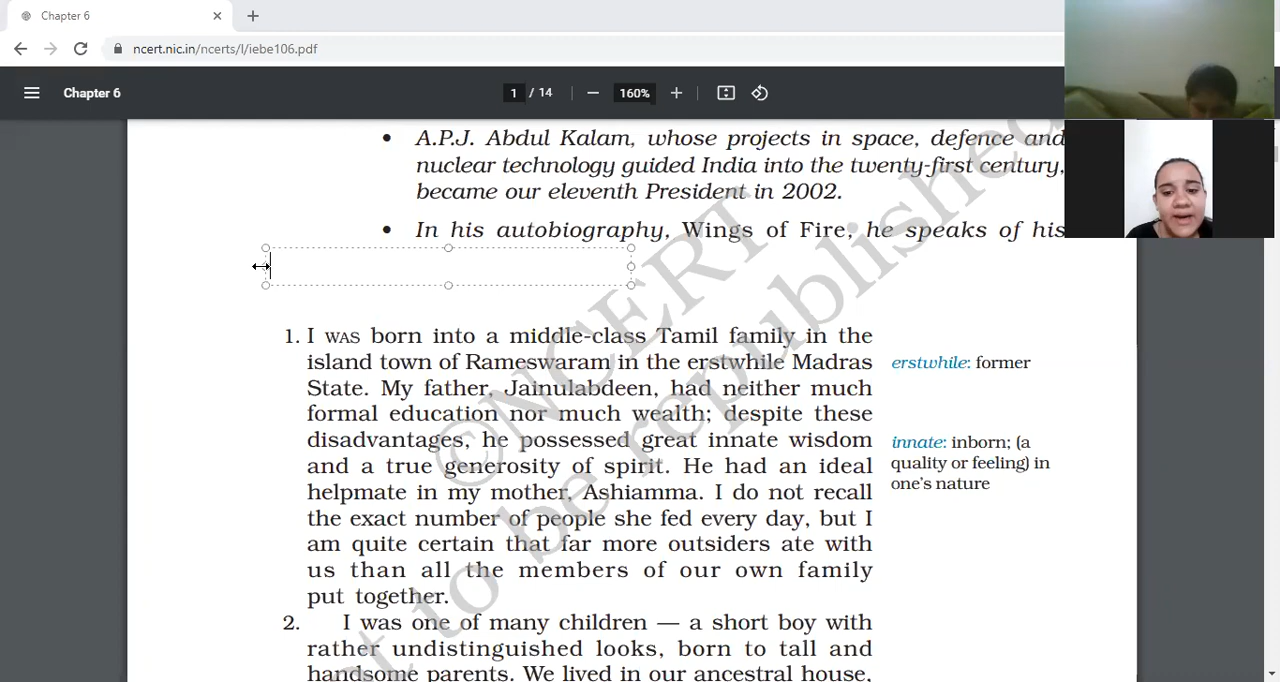 Chapter 6
ncert.nic.in/ncerts/l/iebe106.pdf
Chapter 6
1 / 14
160%
• A.P.J. Abdul Kalam, whose projects in space, defence and
nuclear technology guided India into the twenty-first century,
became our eleventh President in 2002.
• In his autobiography, Wings of Fire, he speaks of his
1. I WAS born into a middle-class Tamil family in the
island town of Rameswaram in the erstwhile Madras
State. My father, Jainulabdeen, had neither much
formal education nor much wealth; despite these
disadvantages, he possessed great innate wisdom
and a true generosity of spirit. He had an ideal
helpmate in my mother, Ashiamma. I do not recall
the exact number of people she fed every day, but I
am quite certain that far more outsiders ate with
us than all the members of our own family
put together.
2. I was one of many children — a short boy with
rather undistinguished looks, born to tall and
handsome parents. We lived in our ancestral house,
erstwhile: former
innate: inborn; (a
quality or feeling) in
one's nature
©NCERT
not to be republished